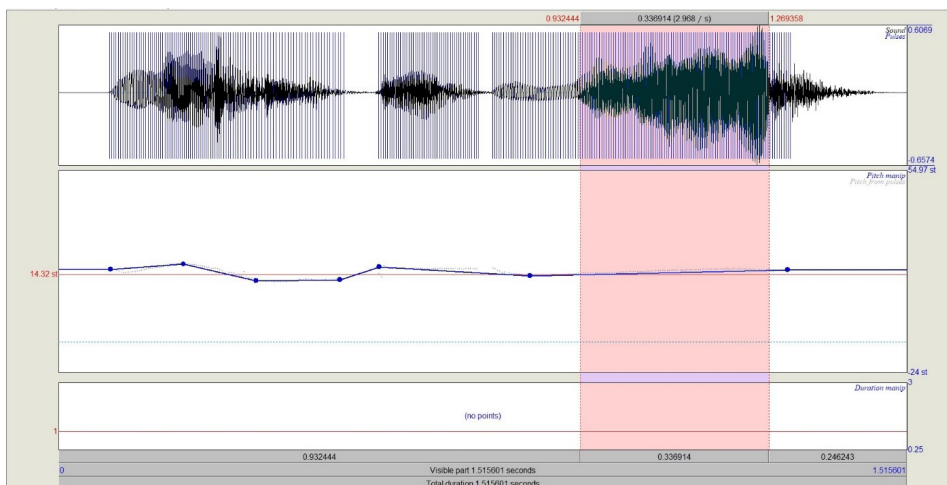 0.932444 0.336914 (2.968 / s) 1.269358
Sound 0.6069
Pulses
-0.6574
54.97 st
Pitch manip
Pitch from pulses
14.32 st
-24 st
3
Duration manip
(no points)
1
0.25
0.932444 0.336914 0.246243
0 Visible part 1.515601 seconds 1.515601
Total duration 1.515601 seconds